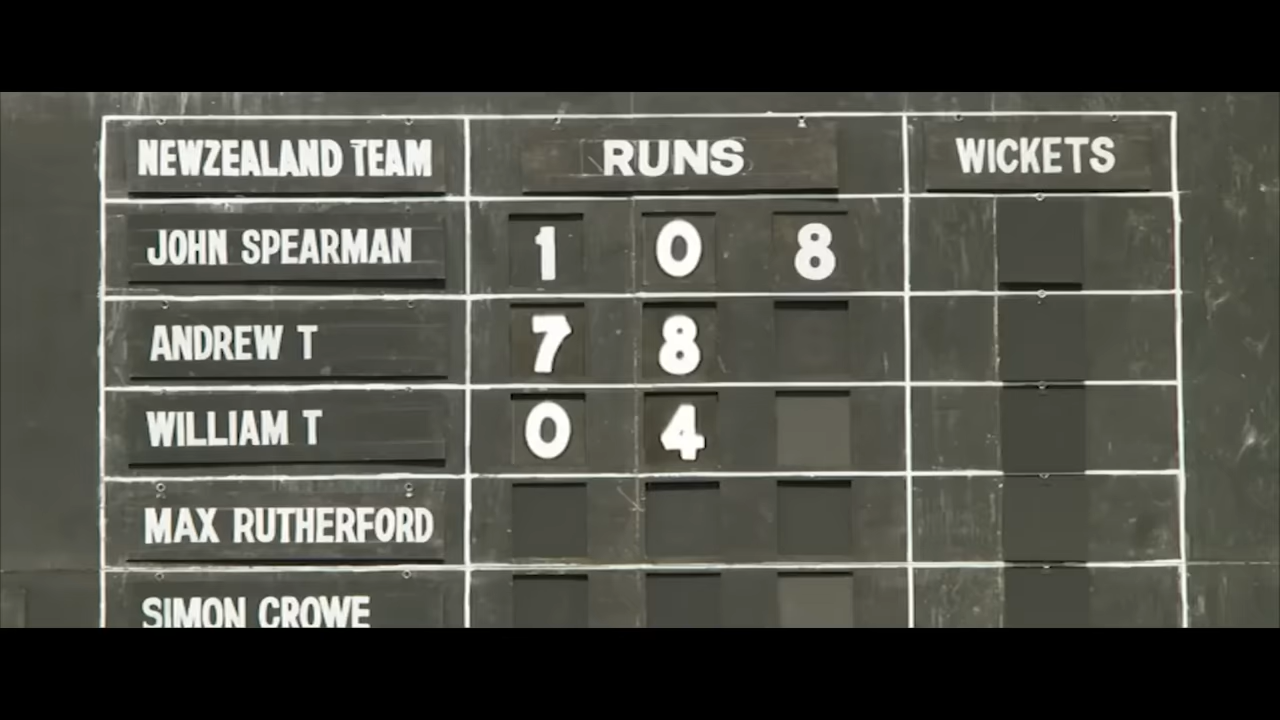 NEWZEALAND TEAM RUNS WICKETS
JOHN SPEARMAN 1 0 8
ANDREW T 7 8
WILLIAM T 0 4
MAX RUTHERFORD
SIMON CROWE